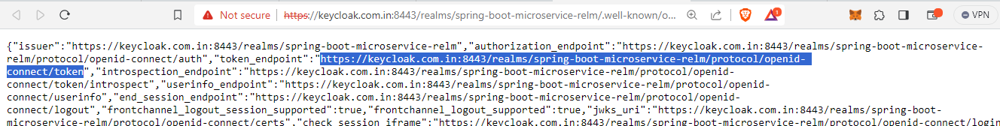 Not secure https://keycloak.com.in:8443/realms/spring-boot-microservice-relm/.well-known/o... 1 VPN
{"issuer":"https://keycloak.com.in:8443/realms/spring-boot-microservice-relm","authorization_endpoint":"https://keycloak.com.in:8443/realms/spring-boot-microservice-
relm/protocol/openid-connect/auth","token_endpoint":"https://keycloak.com.in:8443/realms/spring-boot-microservice-relm/protocol/openid-
connect/token","introspection_endpoint":"https://keycloak.com.in:8443/realms/spring-boot-microservice-relm/protocol/openid-
connect/token/introspect","userinfo_endpoint":"https://keycloak.com.in:8443/realms/spring-boot-microservice-relm/protocol/openid-
connect/userinfo","end_session_endpoint":"https://keycloak.com.in:8443/realms/spring-boot-microservice-relm/protocol/openid-
connect/logout","frontchannel_logout_session_supported":true,"frontchannel_logout_supported":true,"jwks_uri":"https://keycloak.com.in:8443/realms/spring-boot-
microservice-relm/protocol/openid-connect/certs","check_session_iframe":"https://keycloak.com.in:8443/realms/spring-boot-microservice-relm/protocol/openid-connect/login